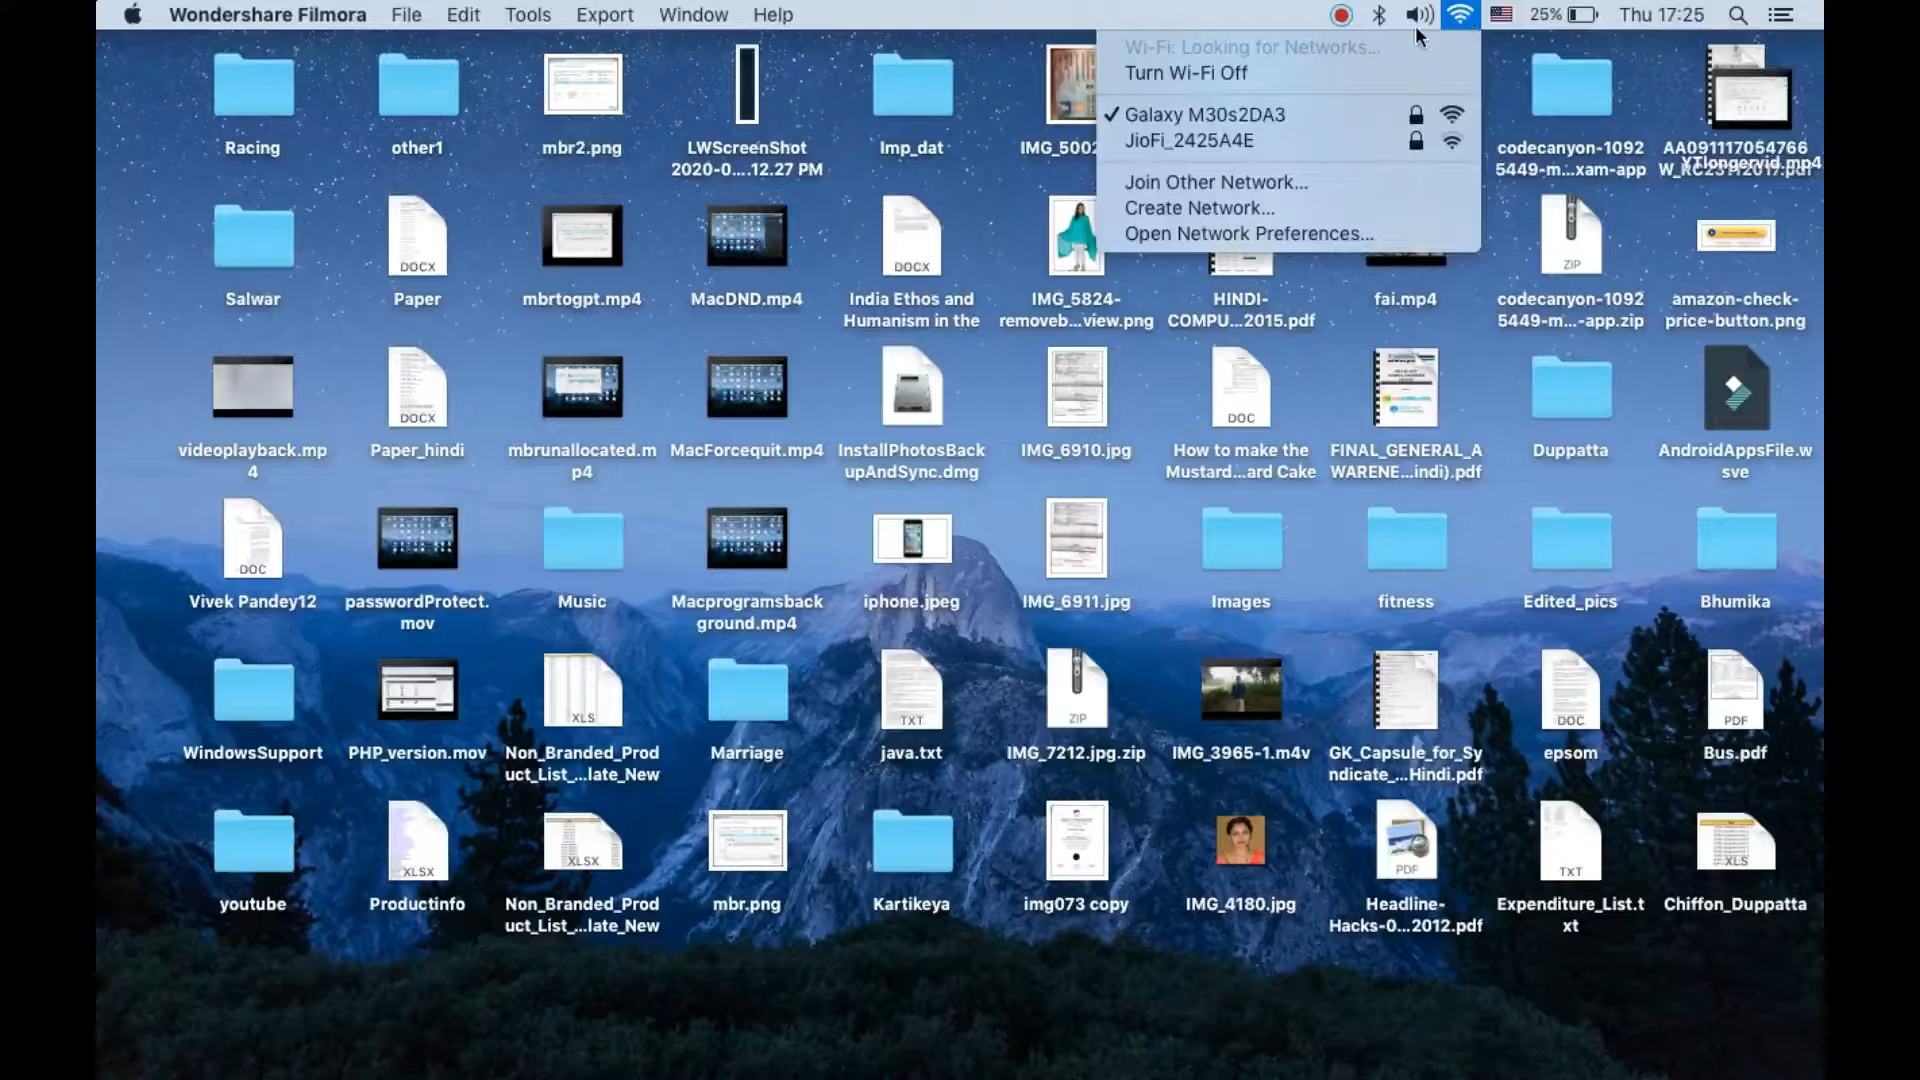 Wondershare Filmora File Edit Tools Export Window Help 25% Thu 17:25
Wi-Fi: Looking for Networks...
Turn Wi-Fi Off
Galaxy M30s2DA3
JioFi_2425A4E
Join Other Network...
Create Network...
Open Network Preferences...
Racing
other1
mbr2.png
LWScreenShot
2020-0....12.27 PM
Imp_dat
IMG_5002
codecanyon-1092
5449-m...xam-app
AA091117054766
YTlongervid.mp4
Salwar
DOCX
Paper
mbrtogpt.mp4
MacDND.mp4
DOCX
India Ethos and
Humanism in the
IMG_5824-
removeb...view.png
HINDI-
COMPU...2015.pdf
fai.mp4
ZIP
codecanyon-1092
5449-m...-app.zip
amazon-check-
price-button.png
videoplayback.mp
4
DOCX
Paper_hindi
mbrunallocated.m
p4
MacForcequit.mp4
InstallPhotosBack
upAndSync.dmg
IMG_6910.jpg
DOC
How to make the
Mustard...ard Cake
FINAL_GENERAL_A
WARENE...indi).pdf
Duppatta
AndroidAppsFile.w
sve
DOC
Vivek Pandey12
passwordProtect.
mov
Music
Macprogramsback
ground.mp4
iphone.jpeg
IMG_6911.jpg
Images
fitness
Edited_pics
Bhumika
WindowsSupport
PHP_version.mov
XLS
Non_Branded_Prod
uct_List_...late_New
Marriage
TXT
java.txt
ZIP
IMG_7212.jpg.zip
IMG_3965-1.m4v
GK_Capsule_for_Sy
ndicate_...Hindi.pdf
DOC
epsom
PDF
Bus.pdf
youtube
XLSX
Productinfo
XLSX
Non_Branded_Prod
uct_List_...late_New
mbr.png
Kartikeya
img073 copy
IMG_4180.jpg
PDF
Headline-
Hacks-0...2012.pdf
TXT
Expenditure_List.t
xt
XLS
Chiffon_Duppatta